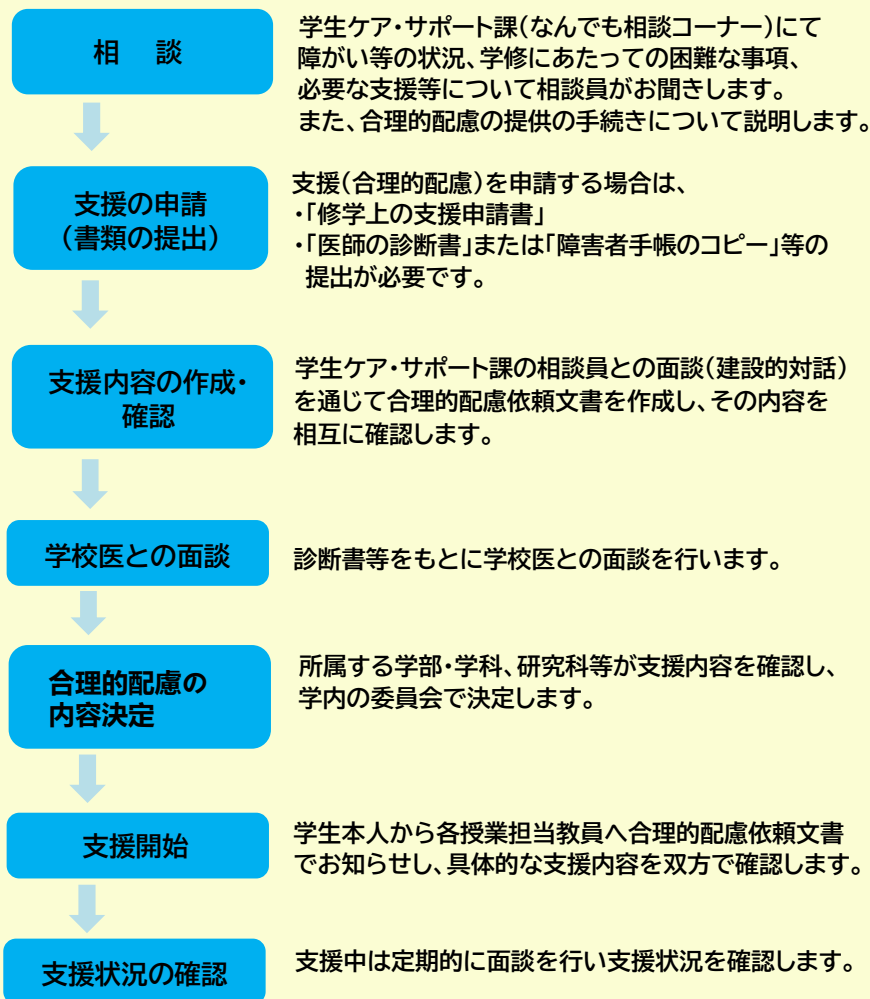 相　談
学生ケア・サポート課(なんでも相談コーナー)にて
障がい等の状況、学修にあたっての困難な事項、
必要な支援等について相談員がお聞きします。
また、合理的配慮の提供の手続きについて説明します。
支援の申請
(書類の提出)
支援(合理的配慮)を申請する場合は、
・「修学上の支援申請書」
・「医師の診断書」または「障害者手帳のコピー」等の
提出が必要です。
支援内容の作成・
確認
学生ケア・サポート課の相談員との面談(建設的対話)
を通じて合理的配慮依頼文書を作成し、その内容を
相互に確認します。
学校医との面談
診断書等をもとに学校医との面談を行います。
合理的配慮の
内容決定
所属する学部・学科、研究科等が支援内容を確認し、
学内の委員会で決定します。
支援開始
学生本人から各授業担当教員へ合理的配慮依頼文書
でお知らせし、具体的な支援内容を双方で確認します。
支援状況の確認
支援中は定期的に面談を行い支援状況を確認します。